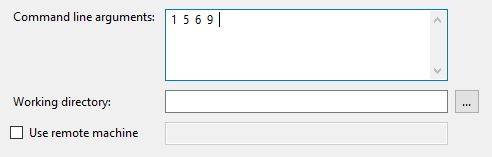 Command line arguments:
1 5 6 9
Working directory:
...
Use remote machine